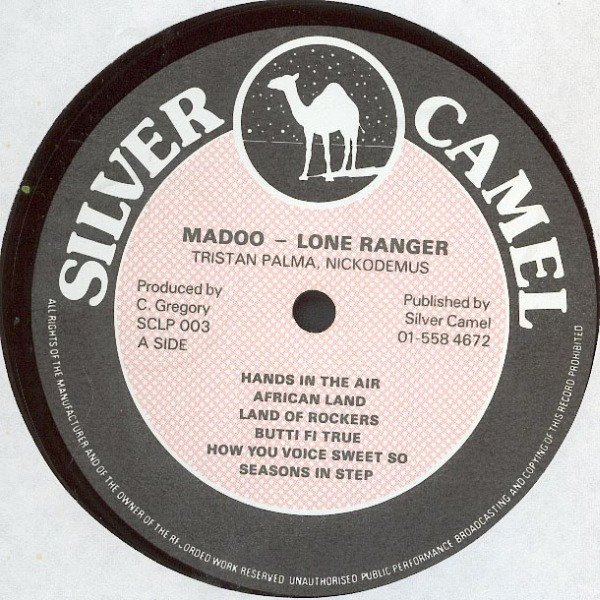 SILVER CAMEL
MADOO – LONE RANGER
TRISTAN PALMA, NICKODEMUS
Produced by
C. Gregory
SCLP 003
A SIDE
Published by
Silver Camel
01-558 4672
HANDS IN THE AIR
AFRICAN LAND
LAND OF ROCKERS
BUTTI FI TRUE
HOW YOU VOICE SWEET SO
SEASONS IN STEP
ALL RIGHTS OF THE MANUFACTURER AND OF THE OWNER OF THE RECORDED WORK RESERVED UNAUTHORISED PUBLIC PERFORMANCE BROADCASTING AND COPYING OF THIS RECORD PROHIBITED